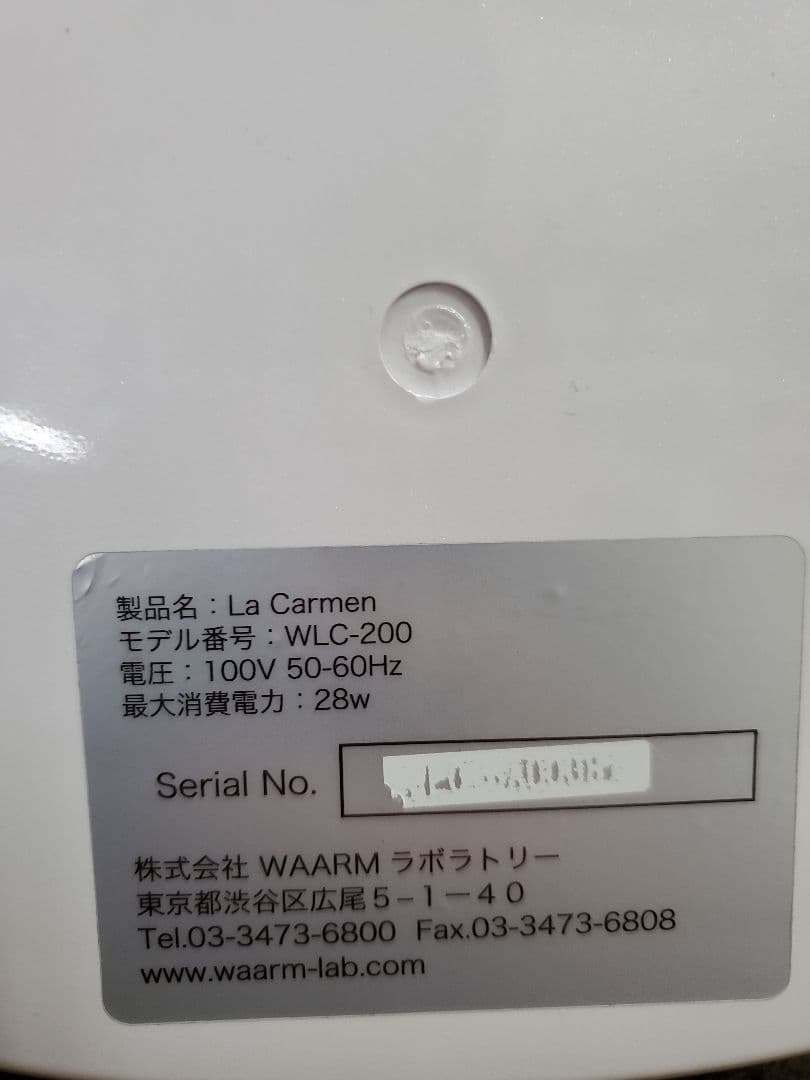 製品名：La Carmen
モデル番号：WLC-200
電圧：100V 50-60Hz
最大消費電力：28w
Serial No.
株式会社 WAARM ラボラトリー
東京都渋谷区広尾５−１−４０
Tel.03-3473-6800 Fax.03-3473-6808
www.waarm-lab.com